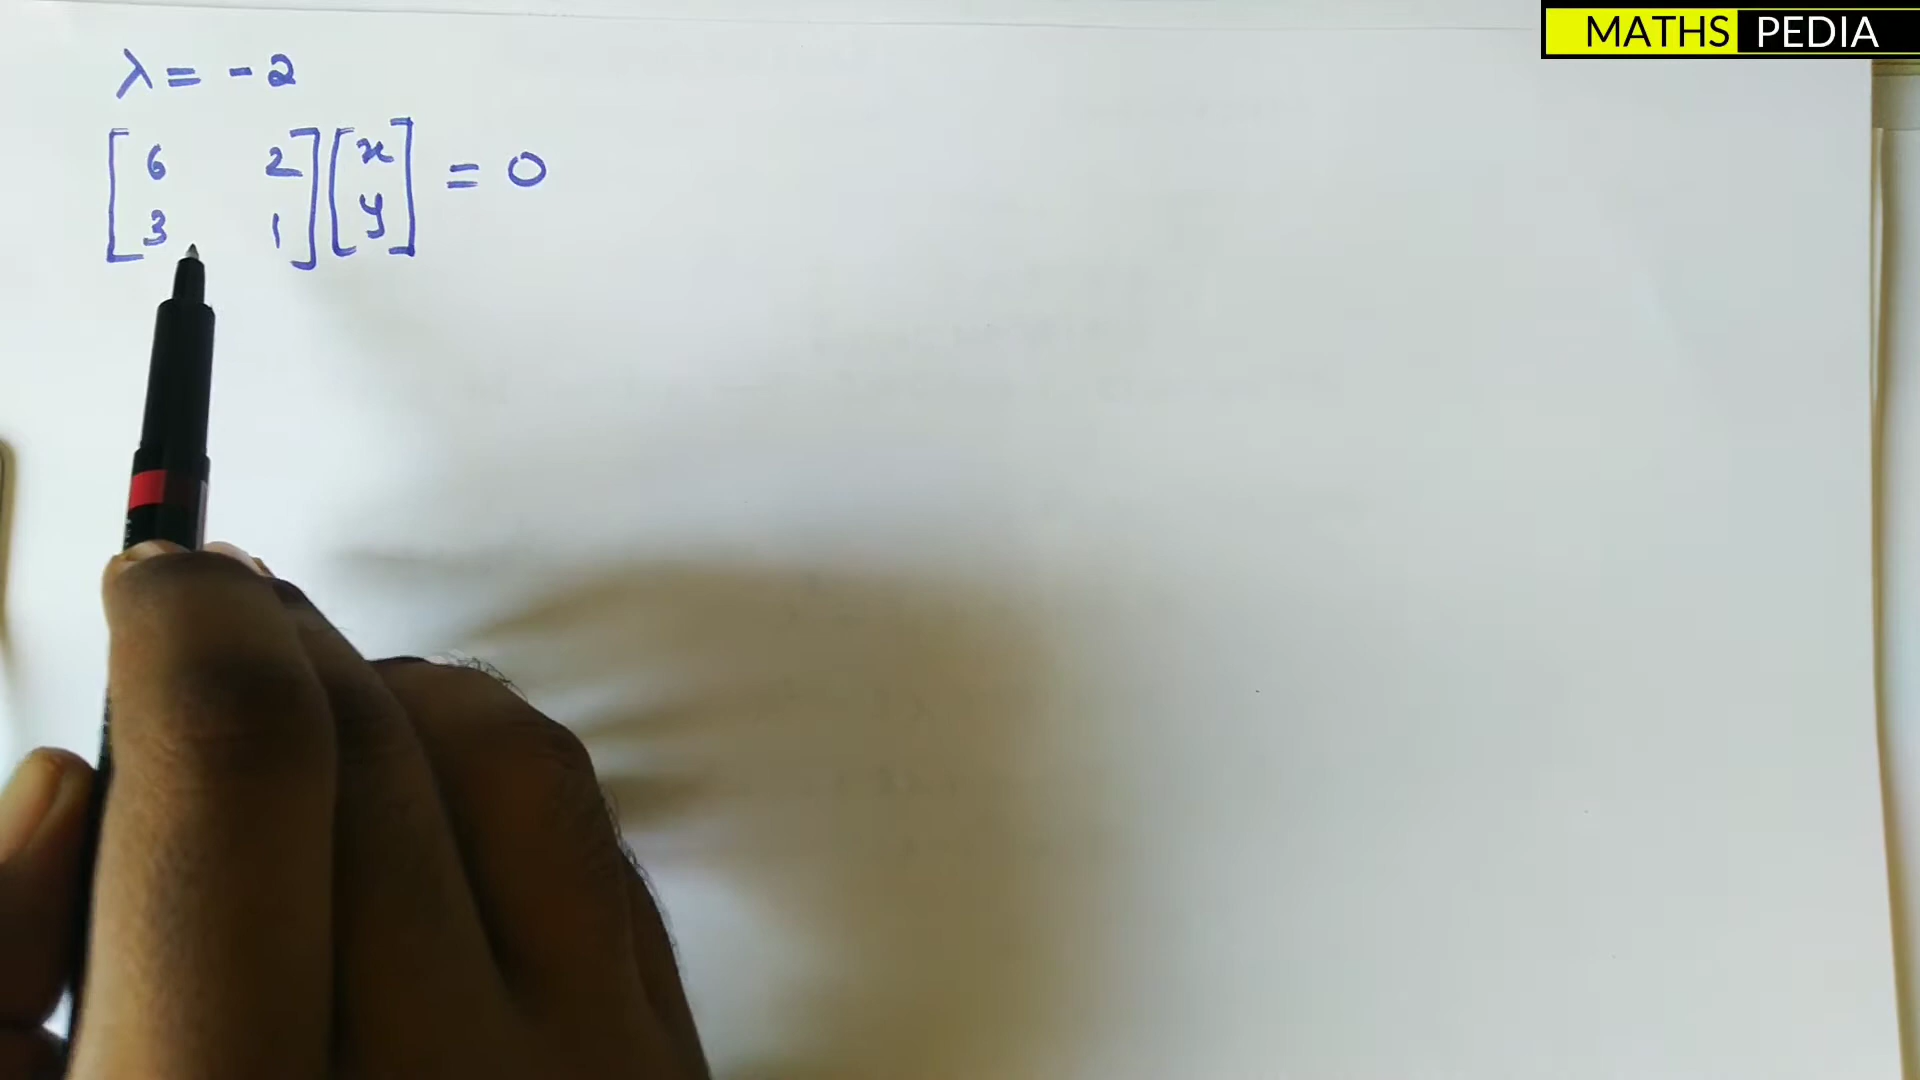 MATHS PEDIA
λ = -2
[6 2] [x] = 0
[3 1] [y]